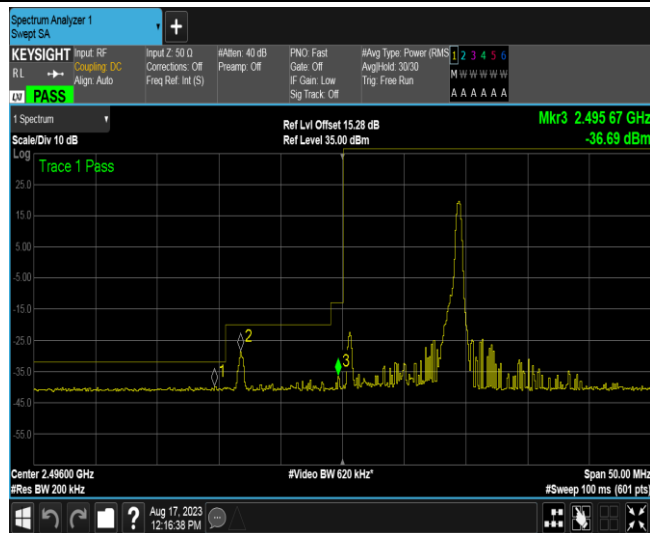 Spectrum Analyzer 1
Swept SA
+
KEYSIGHT Input: RF
RL Coupling: DC
Align: Auto
LXI PASS
Input Z: 50 Ω
Corrections: Off
Freq Ref: Int (S)
#Atten: 40 dB
Preamp: Off
PNO: Fast
Gate: Off
IF Gain: Low
Sig Track: Off
#Avg Type: Power (RMS
Avg|Hold: 30/30
Trig: Free Run
1 2 3 4 5 6
M W W W W W
A A A A A A
1 Spectrum
Scale/Div 10 dB
Ref Lvl Offset 15.28 dB
Ref Level 35.00 dBm
Mkr3 2.495 67 GHz
-36.69 dBm
Log
Trace 1 Pass
25.0
15.0
5.00
-5.00
-15.0
-25.0
-35.0
-45.0
-55.0
1
2
3
Center 2.49600 GHz
#Res BW 200 kHz
#Video BW 620 kHz*
Span 50.00 MHz
#Sweep 100 ms (601 pts)
?
Aug 17, 2023
12:16:38 PM